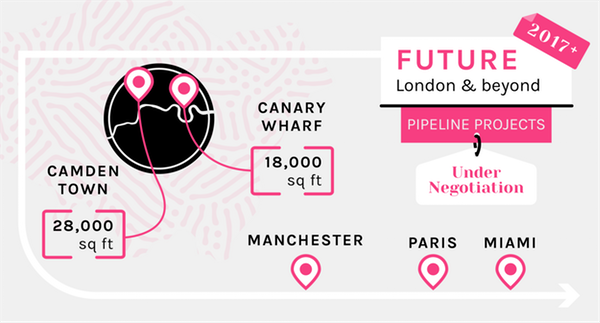 2017+
FUTURE
London & beyond
PIPELINE PROJECTS
Under
Negotiation
CANARY
WHARF
18,000
sq ft
CAMDEN
TOWN
28,000
sq ft
MANCHESTER
PARIS
MIAMI